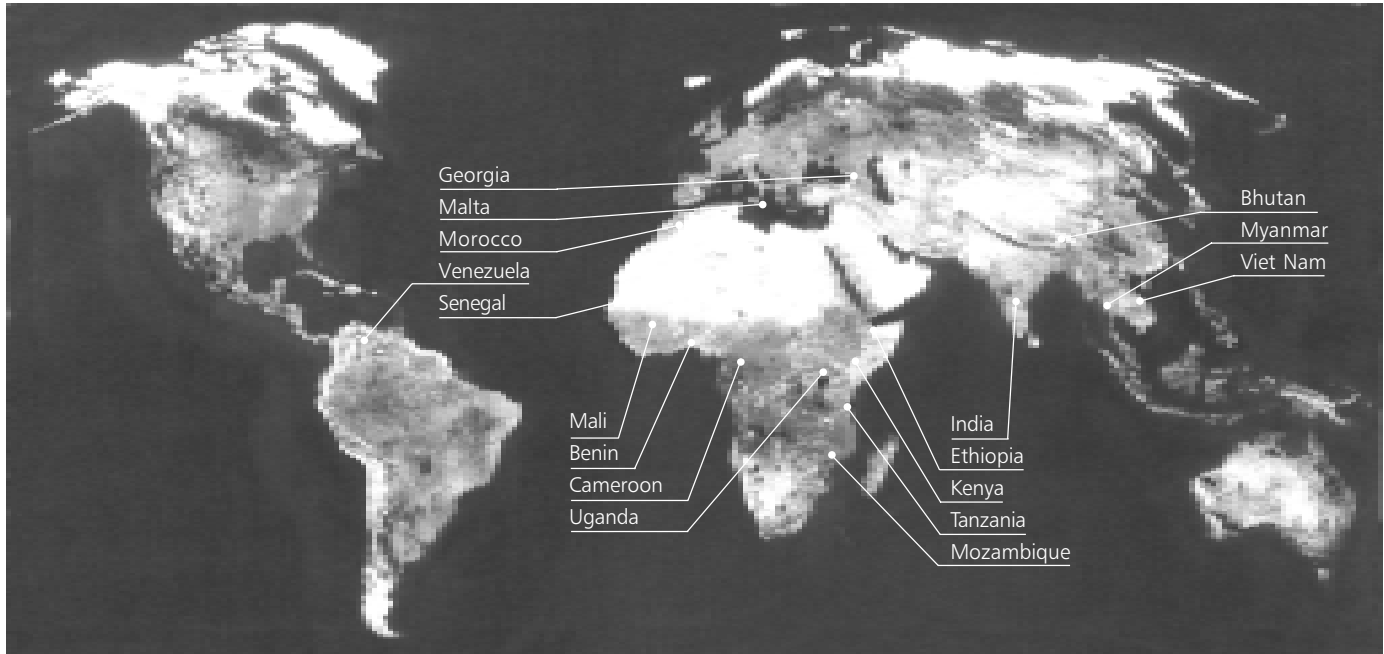 Georgia
Malta
Morocco
Venezuela
Senegal
Bhutan
Myanmar
Viet Nam
Mali
Benin
Cameroon
Uganda
India
Ethiopia
Kenya
Tanzania
Mozambique